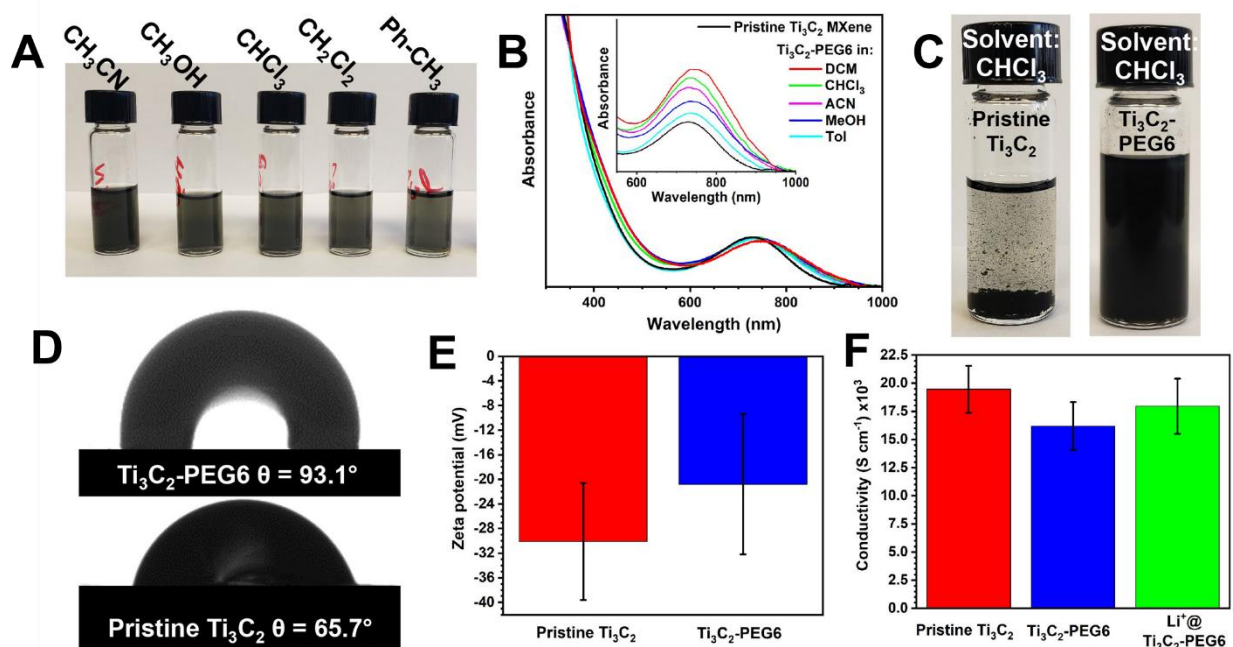 A
CH₃CN
CH₃OH
CHCl₃
CH₂Cl₂
Ph-CH₃
B
Absorbance
Wavelength (nm)
400
600
800
1000
Pristine Ti₃C₂ MXene
Ti₃C₂-PEG6 in:
DCM
CHCl₃
ACN
MeOH
Tol
Absorbance
600
800
1000
Wavelength (nm)
C
Solvent:
CHCl₃
Pristine
Ti₃C₂
Solvent:
CHCl₃
Ti₃C₂-
PEG6
D
Ti₃C₂-PEG6 θ = 93.1°
Pristine Ti₃C₂ θ = 65.7°
E
Zeta potential (mV)
0
-4
-8
-12
-16
-20
-24
-28
-32
-36
-40
Pristine Ti₃C₂
Ti₃C₂-PEG6
F
Conductivity (S cm⁻¹) x10³
22.5
20.0
17.5
15.0
12.5
10.0
7.5
5.0
2.5
0.0
Pristine Ti₃C₂
Ti₃C₂-PEG6
Li⁺@
Ti₃C₂-PEG6